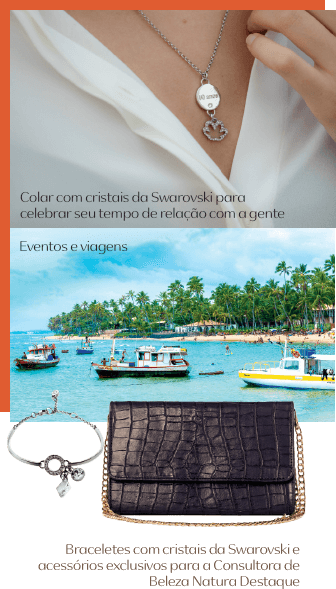 Colar com cristais da Swarovski para
celebrar seu tempo de relação com a gente
Eventos e viagens
Braceletes com cristais da Swarovski e
acessórios exclusivos para a Consultora de
Beleza Natura Destaque